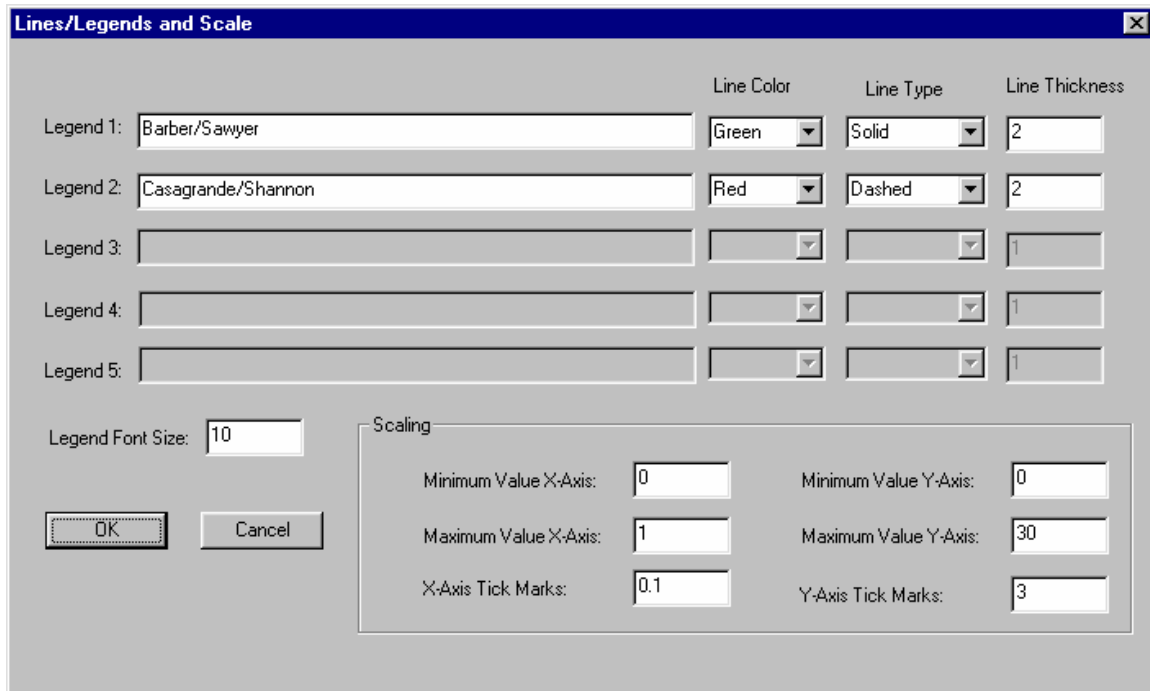 Lines/Legends and Scale
Line Color Line Type Line Thickness
Legend 1: Barber/Sawyer Green Solid 2
Legend 2: Casagrande/Shannon Red Dashed 2
Legend 3: 1
Legend 4: 1
Legend 5: 1
Legend Font Size: 10
Scaling
Minimum Value X-Axis: 0 Minimum Value Y-Axis: 0
OK Cancel
Maximum Value X-Axis: 1 Maximum Value Y-Axis: 30
X-Axis Tick Marks: 0.1 Y-Axis Tick Marks: 3